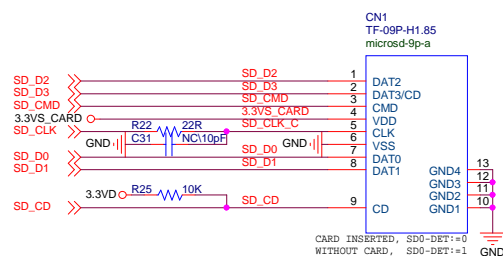 CN1
TF-09P-H1.85
microsd-9p-a
SD_D2 SD_D2 1 DAT2
SD_D3 SD_D3 2 DAT3/CD
SD_CMD SD_CMD 3 CMD
3.3VS_CARD 3.3VS_CARD 4 VDD
SD_CLK R22 22R SD_CLK_C 5 CLK
GND C31 NC\10pF GND 6 VSS
SD_D0 SD_D0 7 DAT0
SD_D1 SD_D1 8 DAT1
GND4 13
GND3 12
3.3VD R25 10K
GND2 11
SD_CD SD_CD 9 CD GND1 10
CARD INSERTED, SD0-DET:=0
WITHOUT CARD, SD0-DET:=1
GND